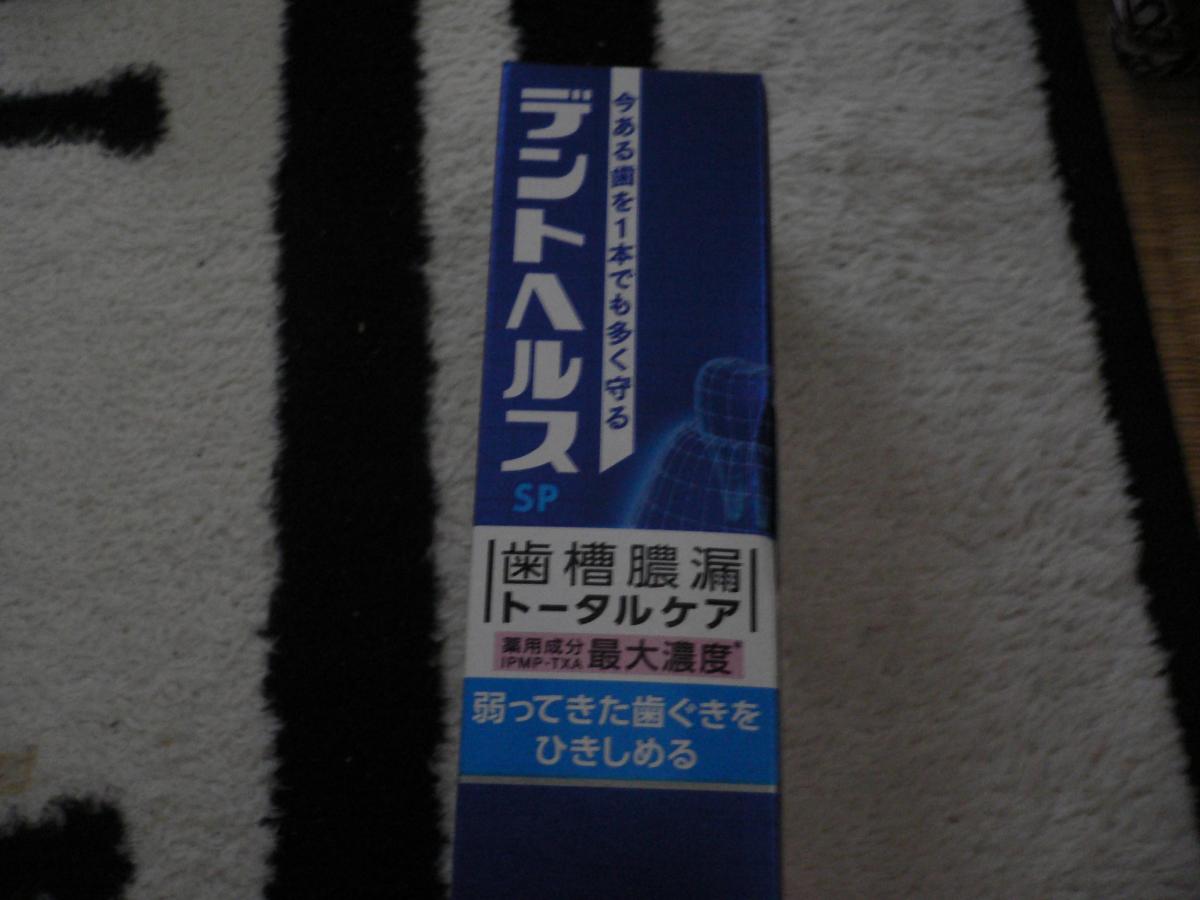 デントヘルス
SP
今ある歯を1本でも多く守る
歯槽膿漏
トータルケア
薬用成分
IPMP-TXA
最大濃度*
弱ってきた歯ぐきを
ひきしめる